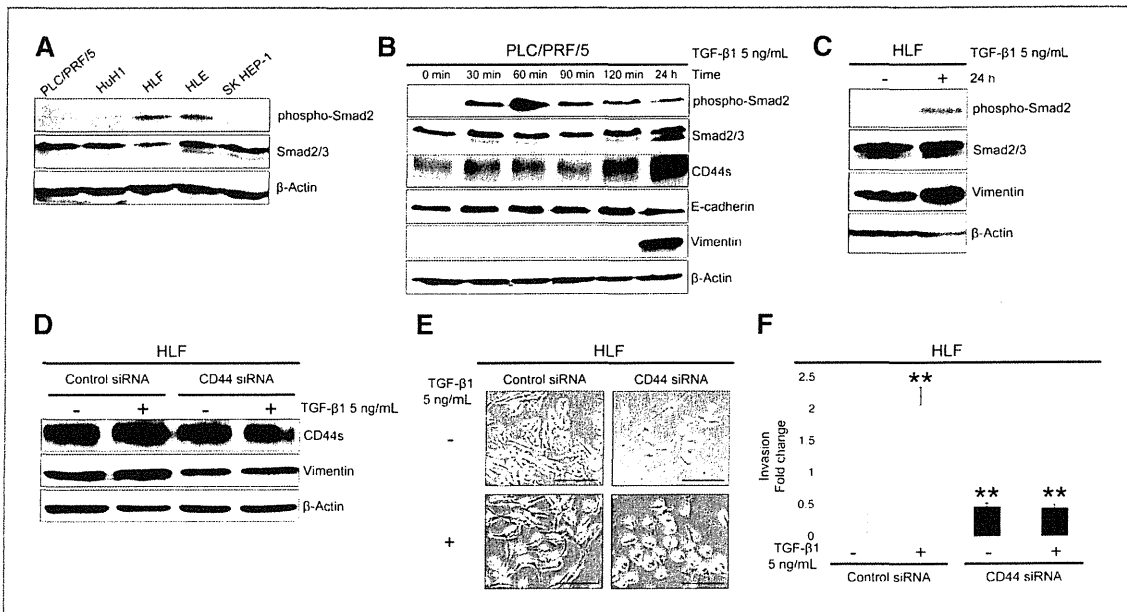 A
PLC/PRF/5
HuH1
HLF
HLE
SK HEP-1
phospho-Smad2
Smad2/3
β-Actin
B
PLC/PRF/5
TGF-β1 5 ng/mL
0 min 30 min 60 min 90 min 120 min 24 h
Time
phospho-Smad2
Smad2/3
CD44s
E-cadherin
Vimentin
β-Actin
C
HLF
TGF-β1 5 ng/mL
- +
24 h
phospho-Smad2
Smad2/3
Vimentin
β-Actin
D
HLF
Control siRNA CD44 siRNA
- + - +
TGF-β1 5 ng/mL
CD44s
Vimentin
β-Actin
E
HLF
TGF-β1
5 ng/mL
Control siRNA CD44 siRNA
-
+
F
HLF
Invasion
Fold change
2.5
2
1.5
1
0.5
0
**
** **
TGF-β1
5 ng/mL
- + - +
Control siRNA CD44 siRNA